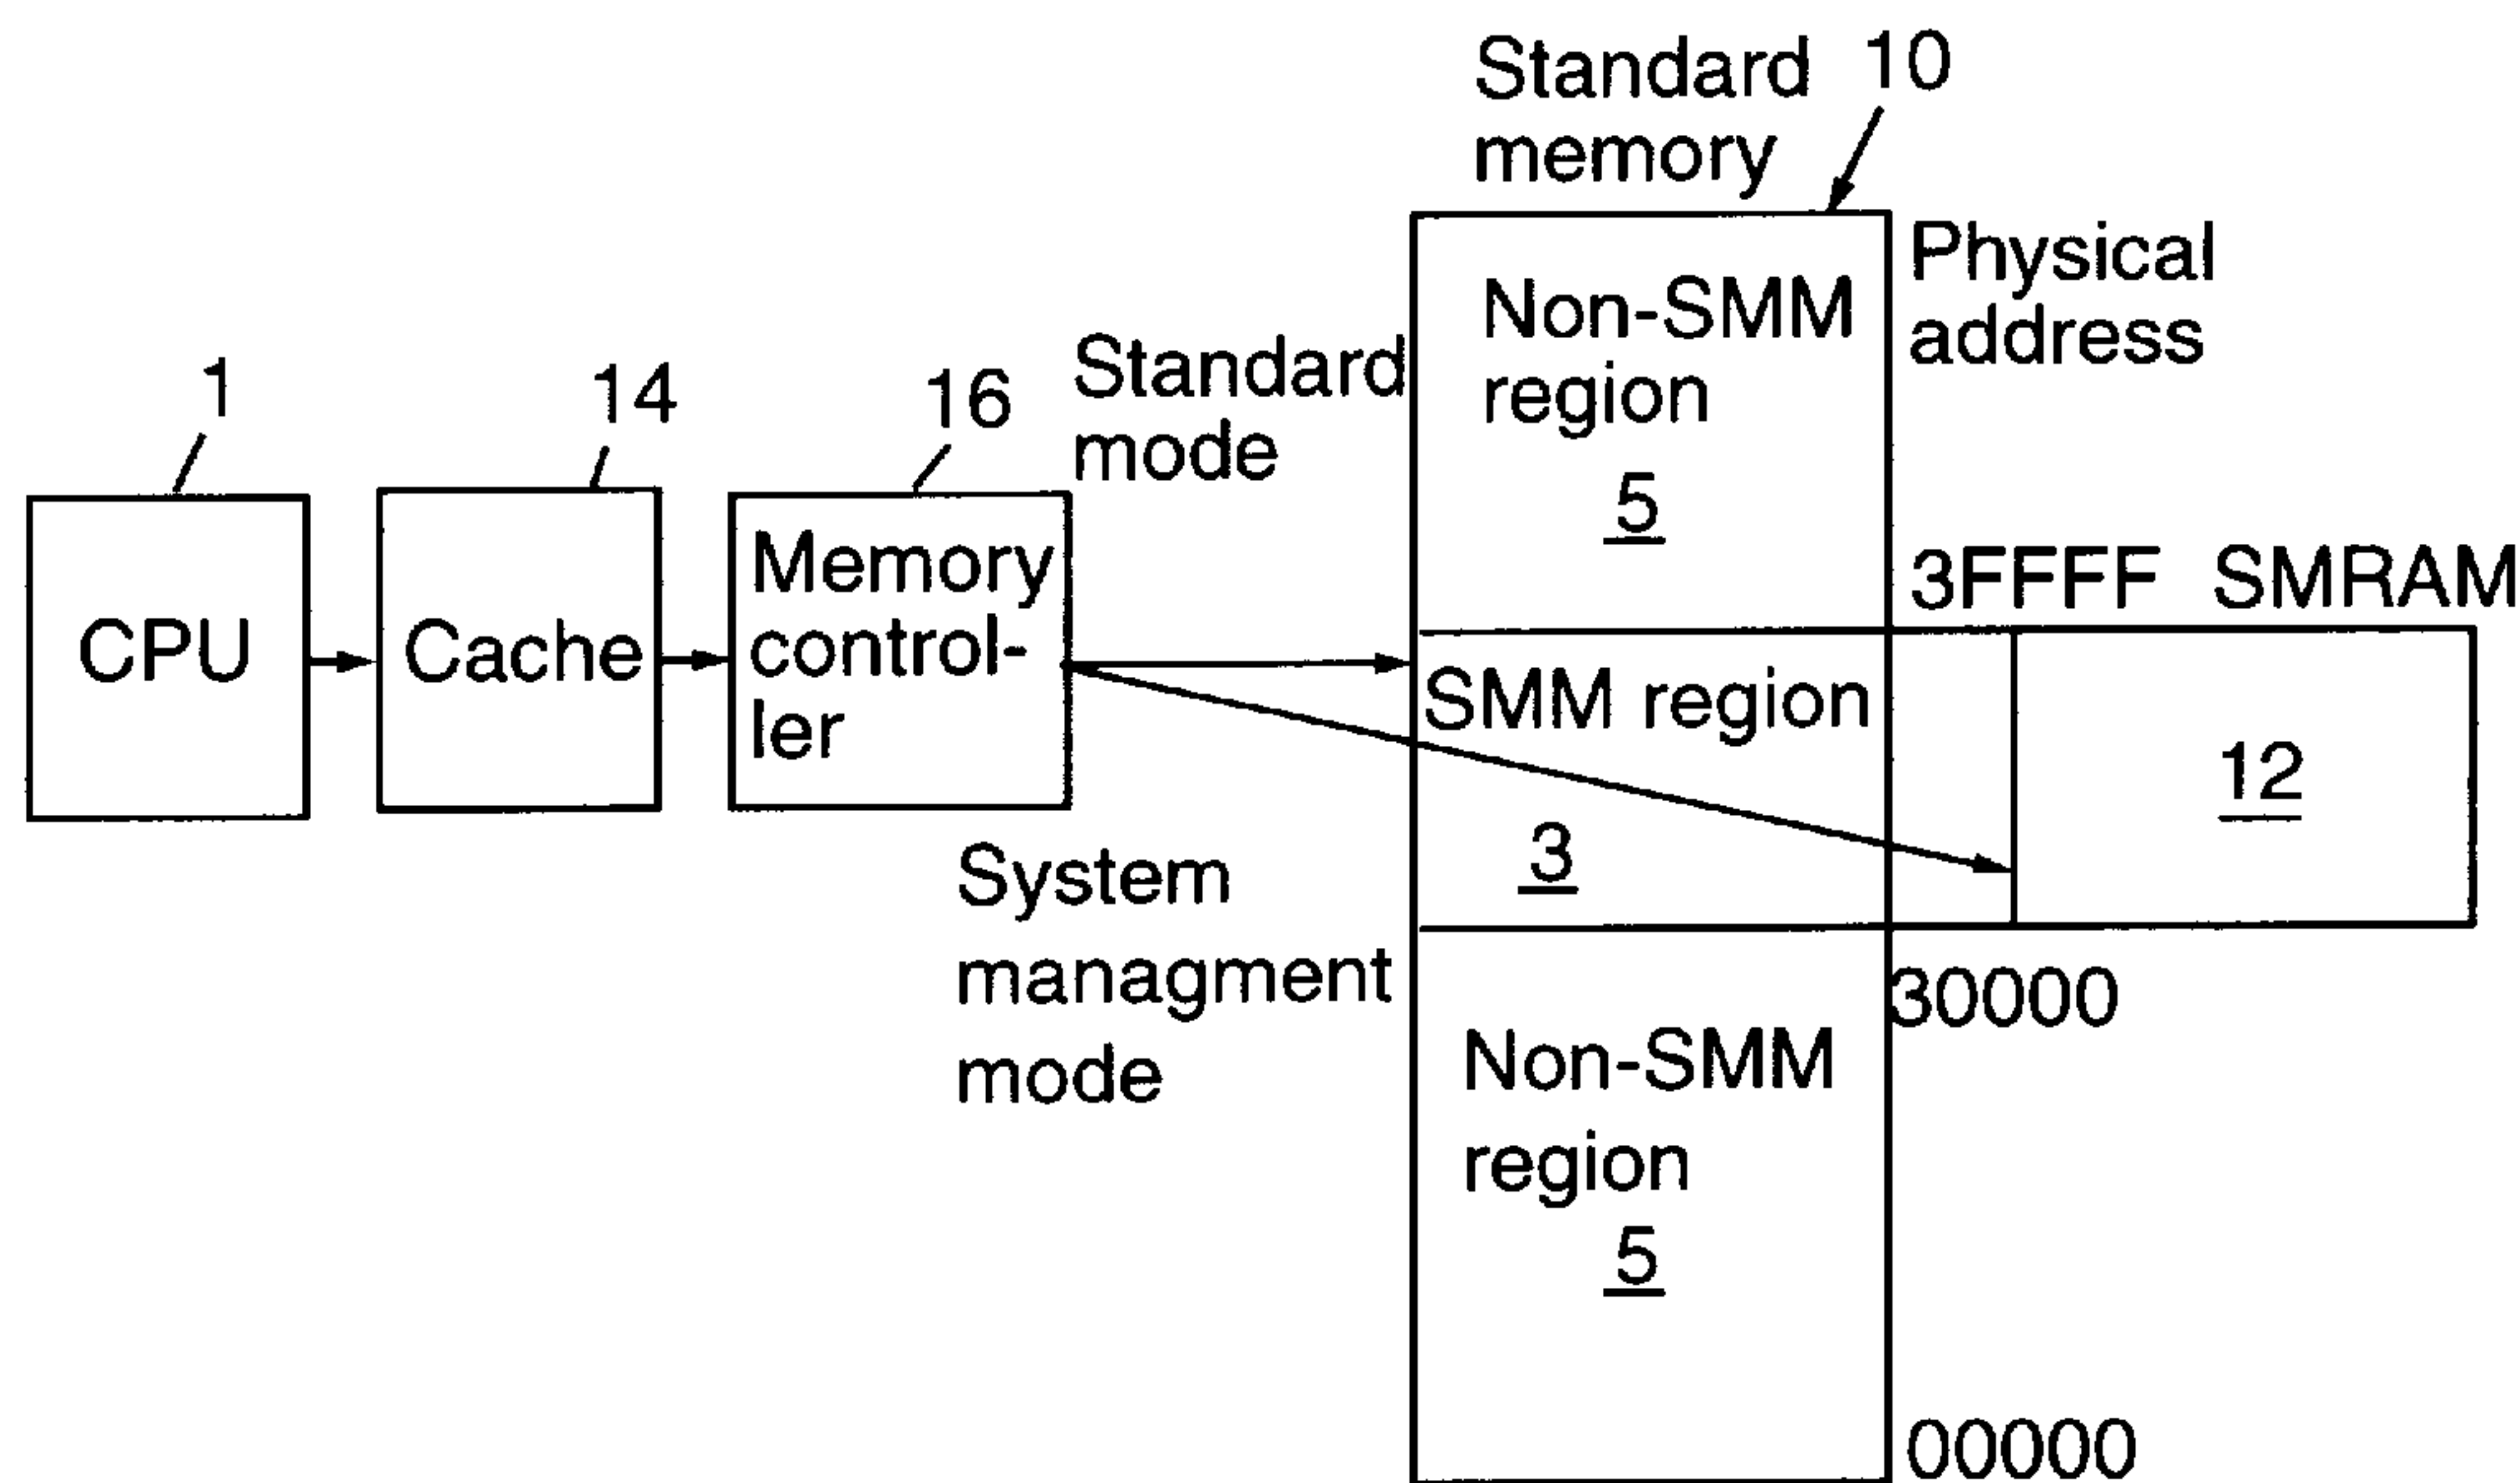 Standard 10
memory
Physical
address
Non-SMM
region
5
Standard
mode
1
14
16
CPU
Cache
Memory
control-
ler
3FFFF SMRAM
SMM region
3
12
System
managment
mode
30000
Non-SMM
region
5
00000